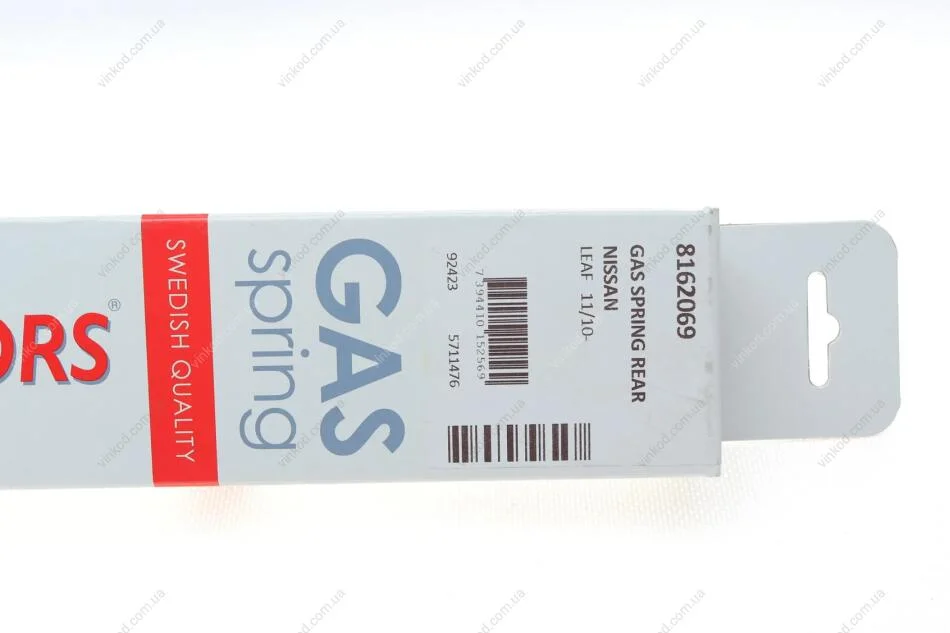 8162069
GAS SPRING REAR
NISSAN
LEAF 11/10-
7 394410 152569
92423 5711476
GAS
spring
SWEDISH QUALITY
ORS®
vinkod.com.ua